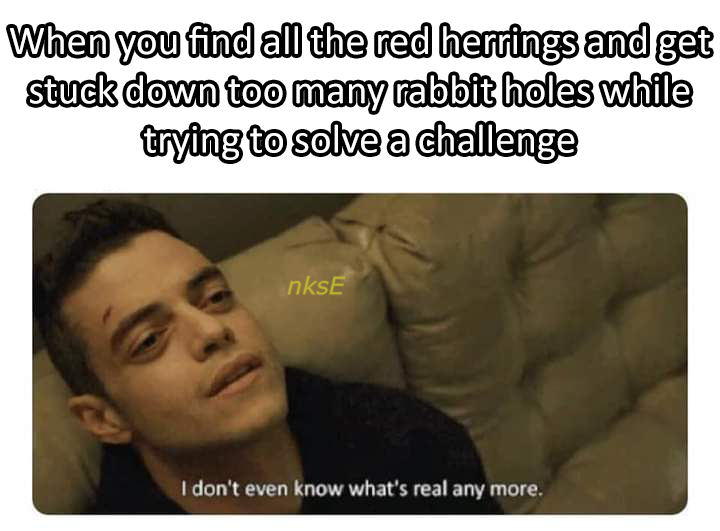 When you find all the red herrings and get
stuck down too many rabbit holes while
trying to solve a challenge
nksE
I don't even know what's real any more.